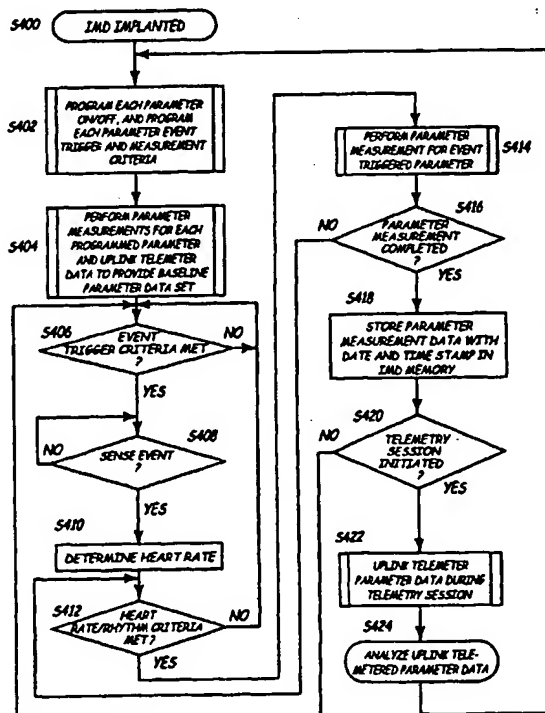 S400
IMD IMPLANTED
S402
PROGRAM EACH PARAMETER
ON/OFF, AND PROGRAM
EACH PARAMETER EVENT
TRIGGER AND MEASUREMENT
CRITERIA
S404
PERFORM PARAMETER
MEASUREMENTS FOR EACH
PROGRAMMED PARAMETER
AND UPLINK TELEMETER
DATA TO PROVIDE BASELINE
PARAMETER DATA SET
S406
EVENT
TRIGGER CRITERIA MET
?
NO
YES
S408
SENSE EVENT
?
NO
YES
S410
DETERMINE HEART RATE
S412
HEART
RATE/RHYTHM CRITERIA
MET ?
NO
YES
PERFORM PARAMETER
MEASUREMENT FOR EVENT
TRIGGERED PARAMETER
S414
S416
PARAMETER
MEASUREMENT
COMPLETED
?
NO
YES
S418
STORE PARAMETER
MEASUREMENT DATA WITH
DATE AND TIME STAMP IN
IMD MEMORY
S420
TELEMETRY
SESSION
INITIATED
?
NO
YES
S422
UPLINK TELEMETER
PARAMETER DATA DURING
TELEMETRY SESSION
S424
ANALYZE UPLINK TELE-
METERED PARAMETER DATA